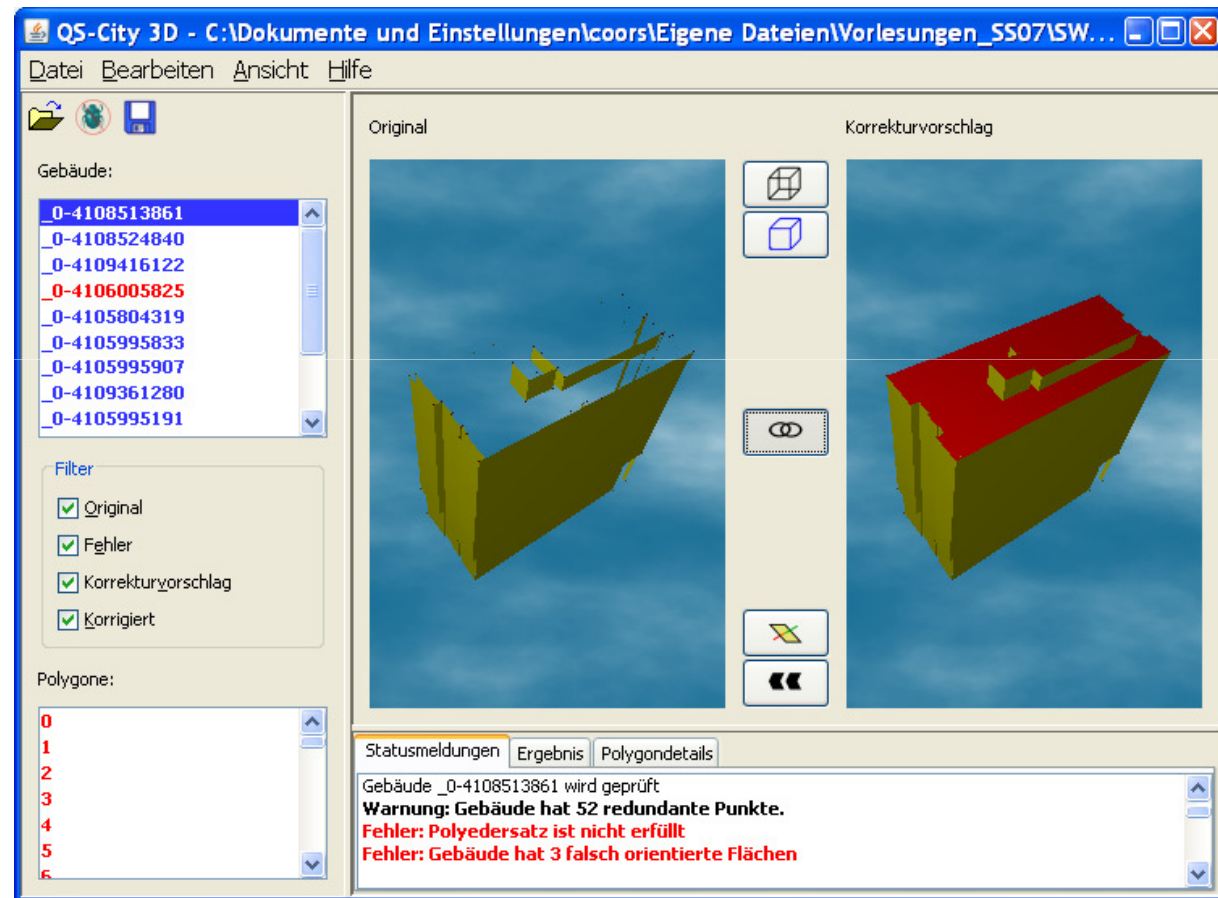 QS-City 3D - C:\Dokumente und Einstellungen\coors\Eigene Dateien\Vorlesungen_SS07\SW...
Datei Bearbeiten Ansicht Hilfe
Gebäude:
_0-4108513861
_0-4108524840
_0-4109416122
_0-4106005825
_0-4105804319
_0-4105995833
_0-4105995907
_0-4109361280
_0-4105995191
Filter
Original
Fehler
Korrekturvorschlag
Korrigiert
Polygone:
0
1
2
3
4
5
6
Original
Korrekturvorschlag
Statusmeldungen Ergebnis Polygondetails
Gebäude _0-4108513861 wird geprüft
Warnung: Gebäude hat 52 redundante Punkte.
Fehler: Polyedersatz ist nicht erfüllt
Fehler: Gebäude hat 3 falsch orientierte Flächen